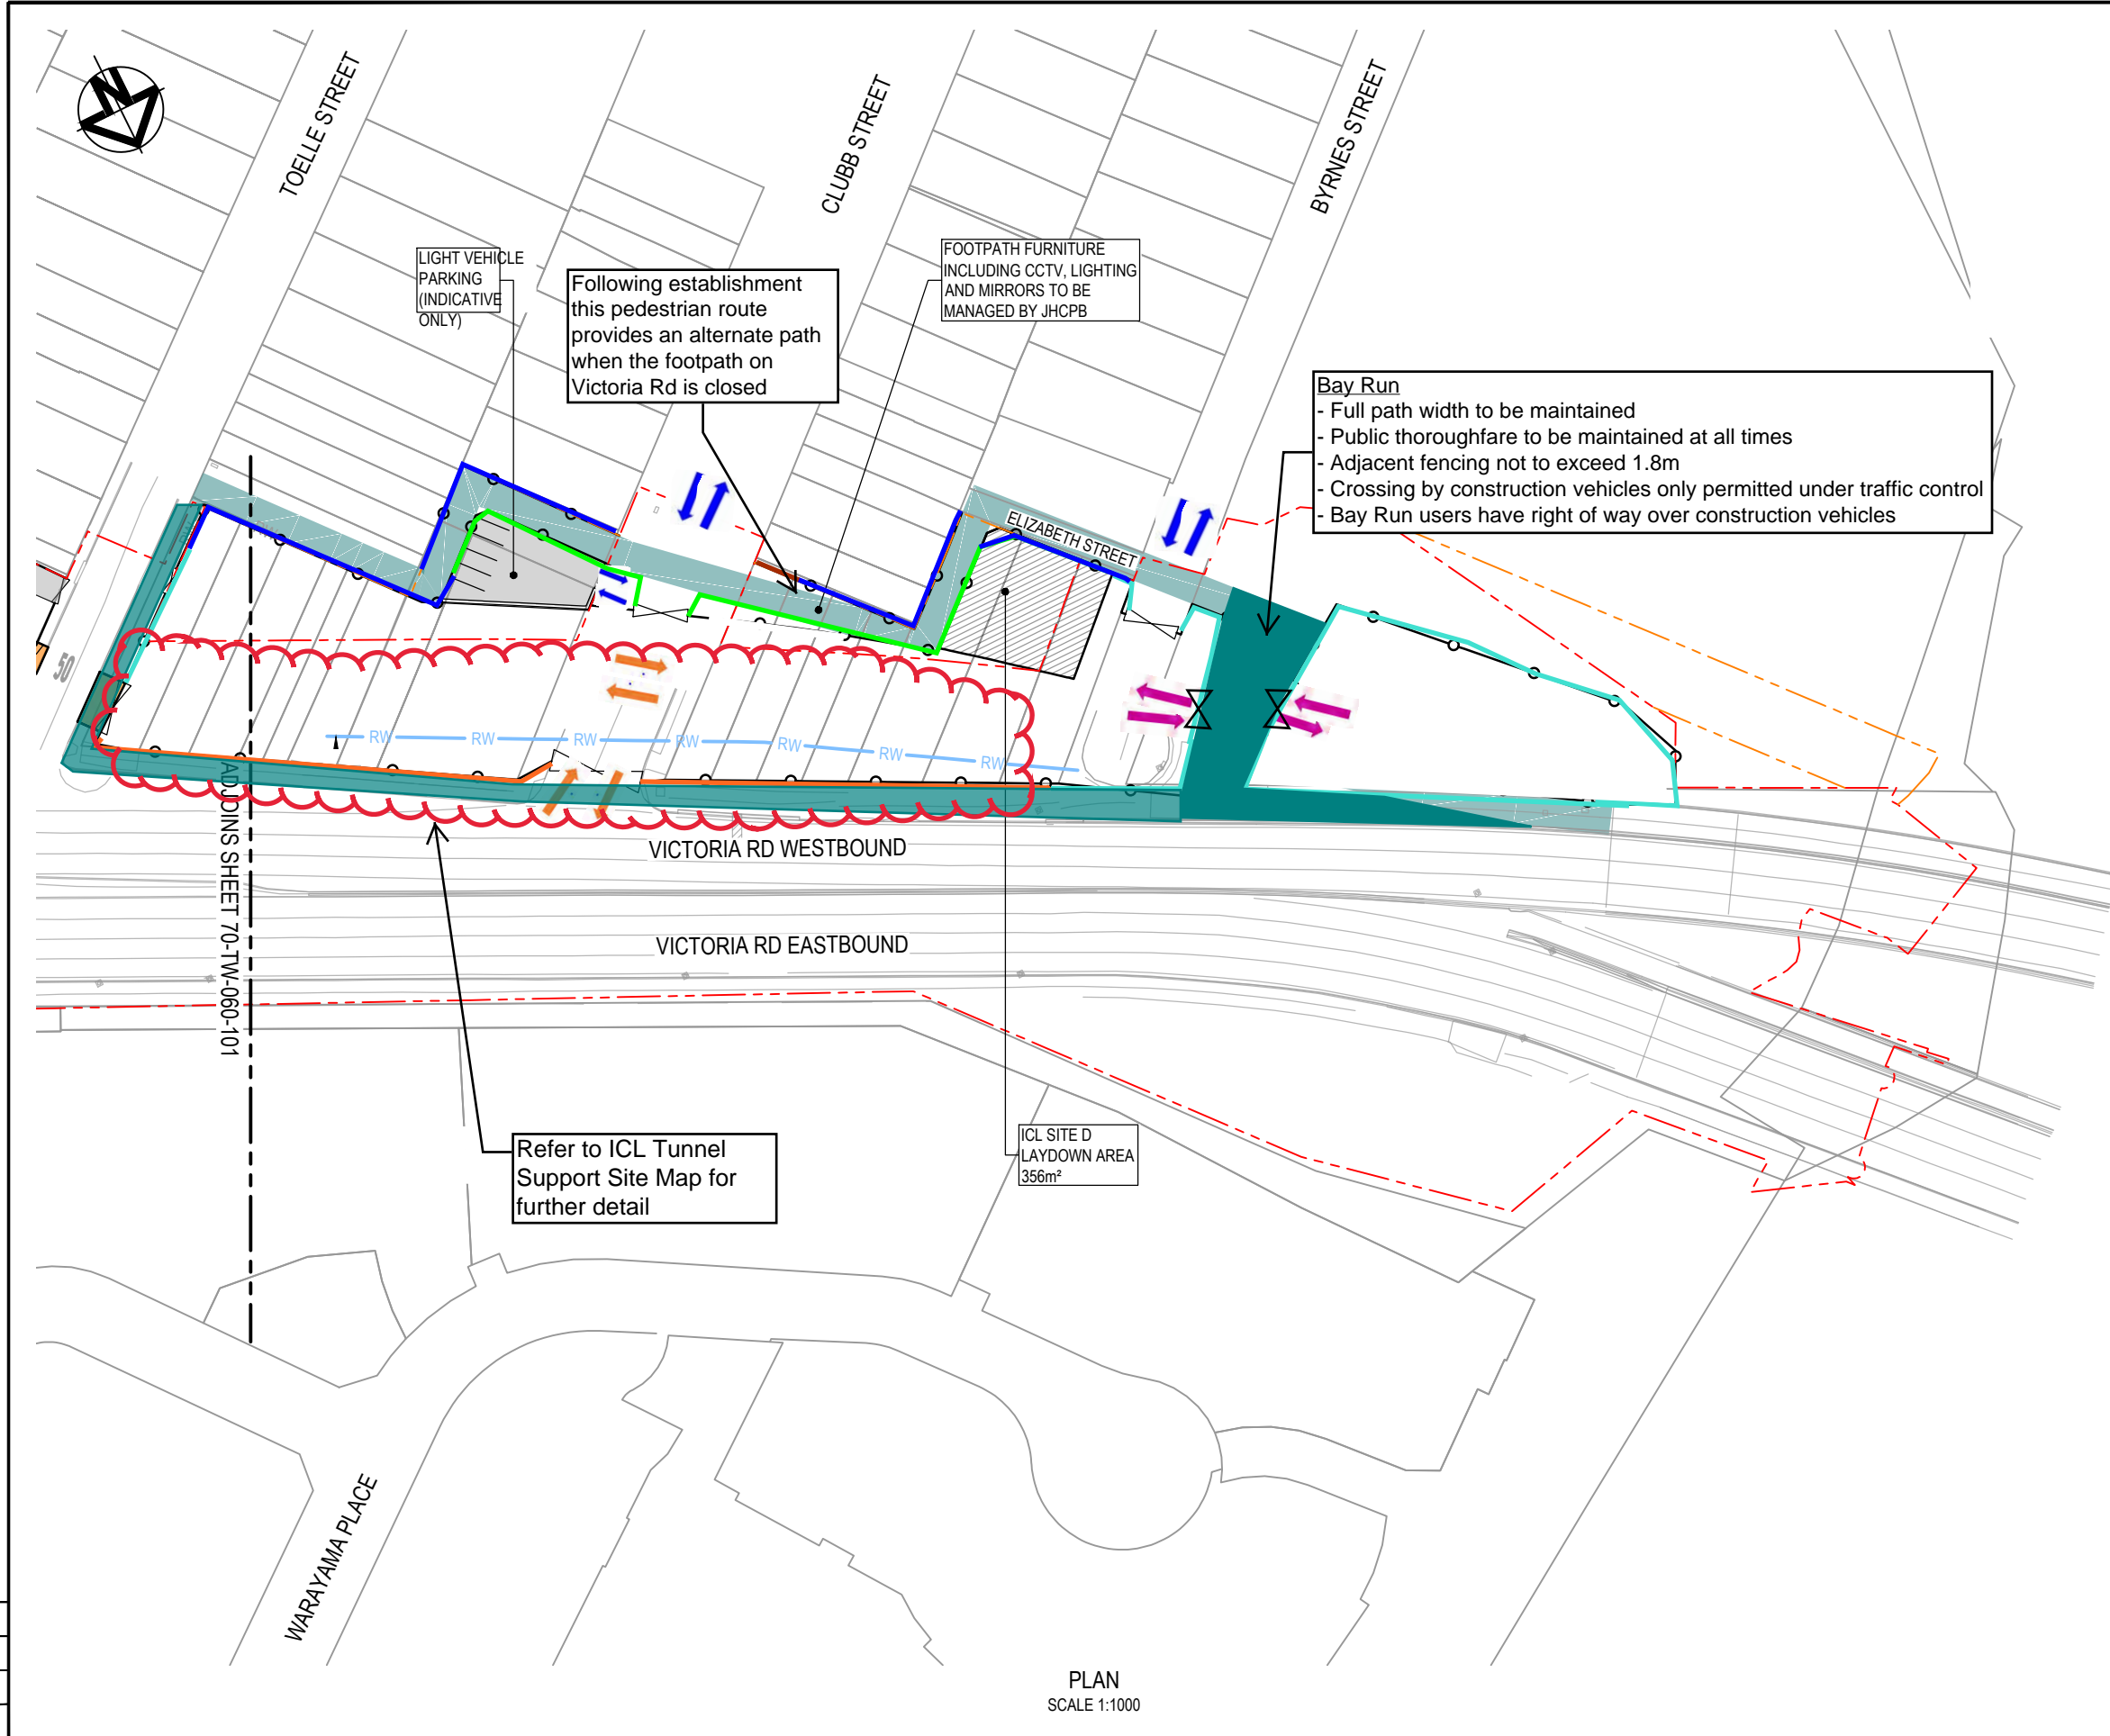 N
TOELLE STREET
CLUBB STREET
BYRNES STREET
LIGHT VEHICLE
PARKING
(INDICATIVE
ONLY)
Following establishment
this pedestrian route
provides an alternate path
when the footpath on
Victoria Rd is closed
FOOTPATH FURNITURE
INCLUDING CCTV, LIGHTING
AND MIRRORS TO BE
MANAGED BY JHCPB
Bay Run
- Full path width to be maintained
- Public thoroughfare to be maintained at all times
- Adjacent fencing not to exceed 1.8m
- Crossing by construction vehicles only permitted under traffic control
- Bay Run users have right of way over construction vehicles
ELIZABETH STREET
50
RW RW RW RW RW RW RW
ADJOINS SHEET 70-TW-060-101
VICTORIA RD WESTBOUND
VICTORIA RD EASTBOUND
Refer to ICL Tunnel
Support Site Map for
further detail
ICL SITE D
LAYDOWN AREA
356m²
WARAYAMA PLACE
PLAN
SCALE 1:1000